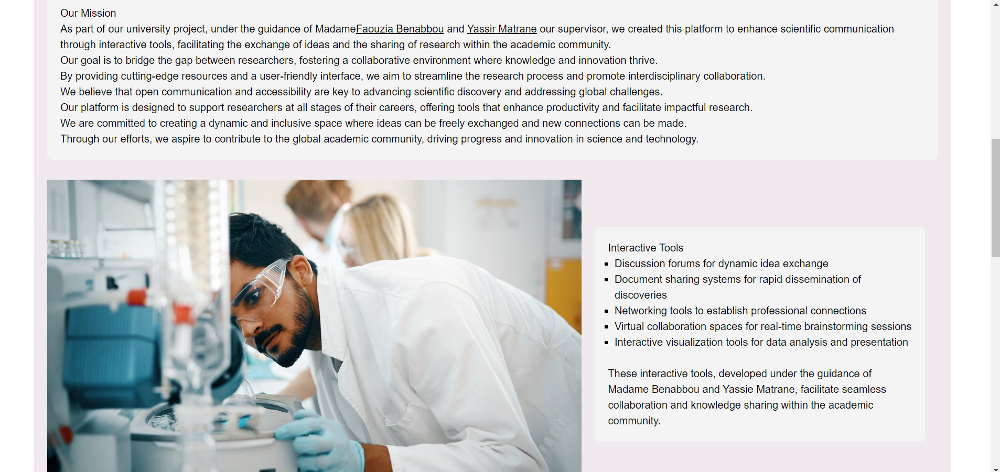 Our Mission
As part of our university project, under the guidance of MadameFaouzia Benabbou and Yassir Matrane our supervisor, we created this platform to enhance scientific communication
through interactive tools, facilitating the exchange of ideas and the sharing of research within the academic community.
Our goal is to bridge the gap between researchers, fostering a collaborative environment where knowledge and innovation thrive.
By providing cutting-edge resources and a user-friendly interface, we aim to streamline the research process and promote interdisciplinary collaboration.
We believe that open communication and accessibility are key to advancing scientific discovery and addressing global challenges.
Our platform is designed to support researchers at all stages of their careers, offering tools that enhance productivity and facilitate impactful research.
We are committed to creating a dynamic and inclusive space where ideas can be freely exchanged and new connections can be made.
Through our efforts, we aspire to contribute to the global academic community, driving progress and innovation in science and technology.
Interactive Tools
Discussion forums for dynamic idea exchange
Document sharing systems for rapid dissemination of
discoveries
Networking tools to establish professional connections
Virtual collaboration spaces for real-time brainstorming sessions
Interactive visualization tools for data analysis and presentation
These interactive tools, developed under the guidance of
Madame Benabbou and Yassie Matrane, facilitate seamless
collaboration and knowledge sharing within the academic
community.